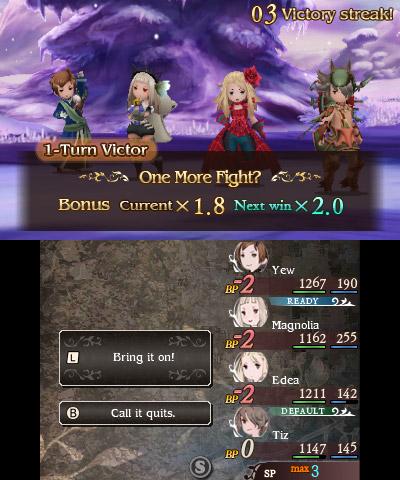 03 Victory streak!
1-Turn Victor
One More Fight?
Bonus Current×1.8 Next win×2.0
Yew
BP -2 1267 190
READY
Magnolia
BP -2 1162 255
L Bring it on!
Edea
BP -2 1211 142
B Call it quits.
DEFAULT
Tiz
BP 0 1147 145
S SP max 3